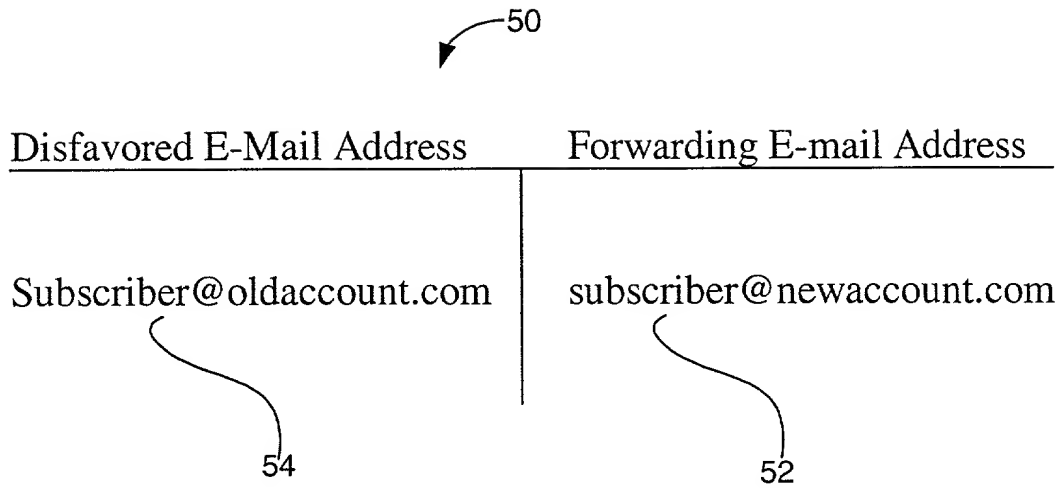 50
Disfavored E-Mail Address Forwarding E-mail Address
Subscriber@oldaccount.com subscriber@newaccount.com
54 52